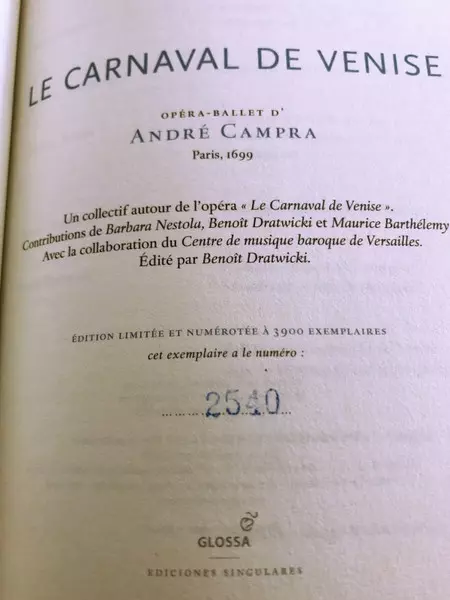 LE CARNAVAL DE VENISE
OPÉRA-BALLET D'
ANDRÉ CAMPRA
Paris, 1699
Un collectif autour de l'opéra « Le Carnaval de Venise ».
Contributions de Barbara Nestola, Benoît Dratwicki et Maurice Barthélemy
Avec la collaboration du Centre de musique baroque de Versailles.
Édité par Benoît Dratwicki.
ÉDITION LIMITÉE ET NUMÉROTÉE À 3900 EXEMPLAIRES
cet exemplaire a le numéro :
2540
GLOSSA
EDICIONES SINGULARES